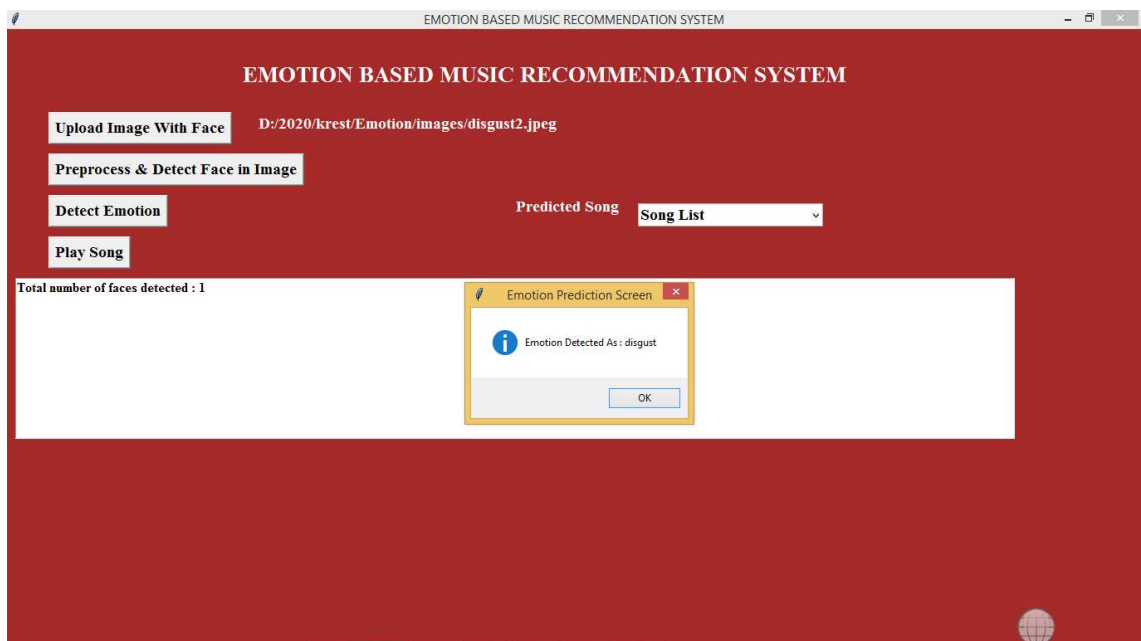 EMOTION BASED MUSIC RECOMMENDATION SYSTEM
EMOTION BASED MUSIC RECOMMENDATION SYSTEM
Upload Image With Face
D:/2020/krest/Emotion/images/disgust2.jpeg
Preprocess & Detect Face in Image
Detect Emotion
Predicted Song
Song List
Play Song
Total number of faces detected : 1
Emotion Prediction Screen
Emotion Detected As : disgust
OK